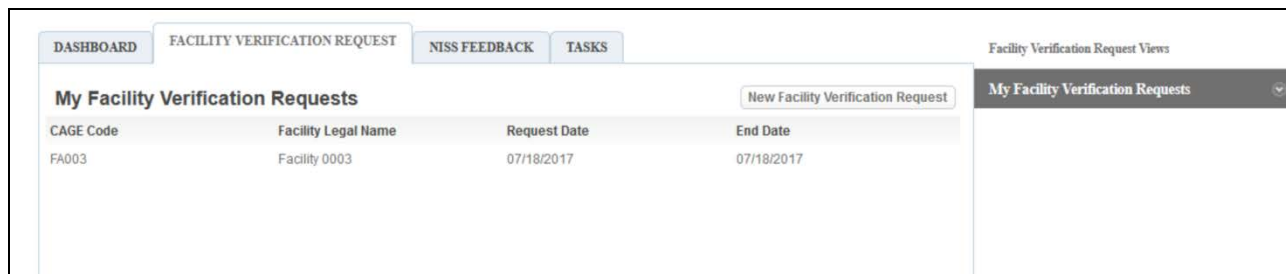 DASHBOARD FACILITY VERIFICATION REQUEST NISS FEEDBACK TASKS
My Facility Verification Requests New Facility Verification Request
CAGE Code Facility Legal Name Request Date End Date
FA003 Facility 0003 07/18/2017 07/18/2017
Facility Verification Request Views
My Facility Verification Requests